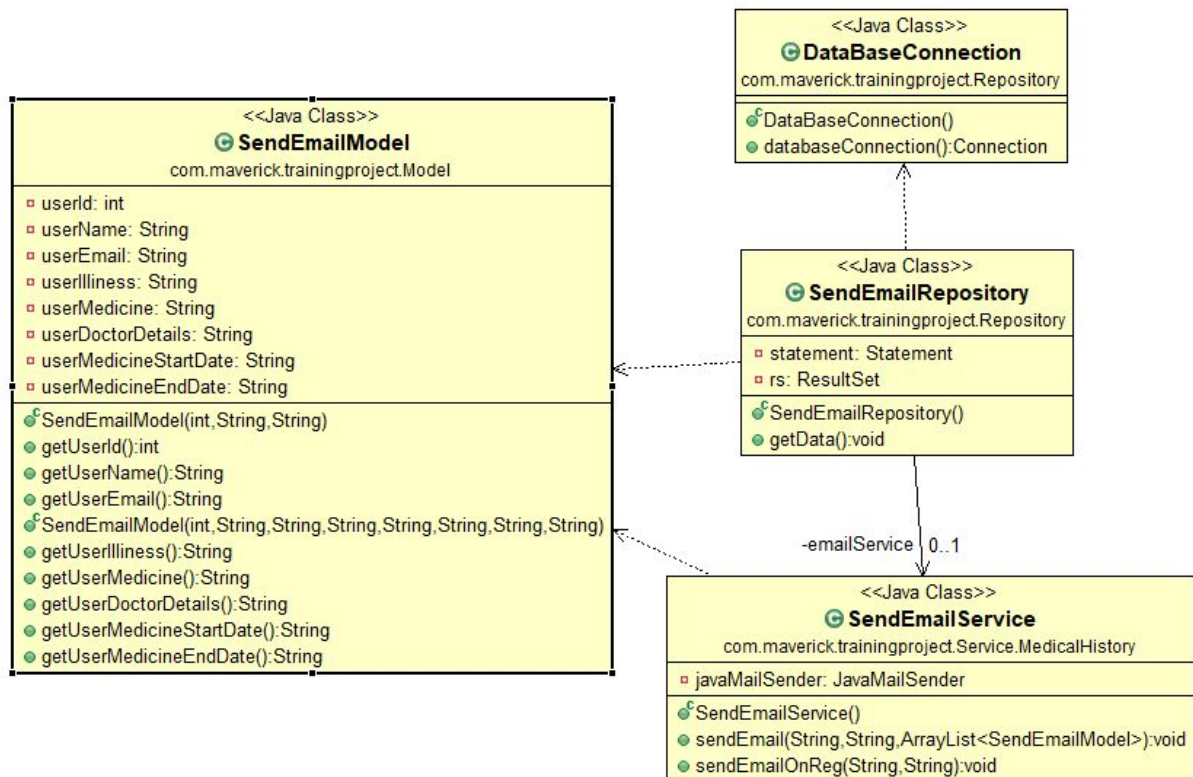 <<Java Class>>
SendEmailModel
com.maverick.trainingproject.Model
userId: int
userName: String
userEmail: String
userIlliness: String
userMedicine: String
userDoctorDetails: String
userMedicineStartDate: String
userMedicineEndDate: String
SendEmailModel(int,String,String)
getUserId():int
getUserName():String
getUserEmail():String
SendEmailModel(int,String,String,String,String,String,String,String)
getUserIlliness():String
getUserMedicine():String
getUserDoctorDetails():String
getUserMedicineStartDate():String
getUserMedicineEndDate():String
<<Java Class>>
DataBaseConnection
com.maverick.trainingproject.Repository
DataBaseConnection()
databaseConnection():Connection
<<Java Class>>
SendEmailRepository
com.maverick.trainingproject.Repository
statement: Statement
rs: ResultSet
SendEmailRepository()
getData():void
-emailService 0..1
<<Java Class>>
SendEmailService
com.maverick.trainingproject.Service.MedicalHistory
javaMailSender: JavaMailSender
SendEmailService()
sendEmail(String,String,ArrayList<SendEmailModel>):void
sendEmailOnReg(String,String):void